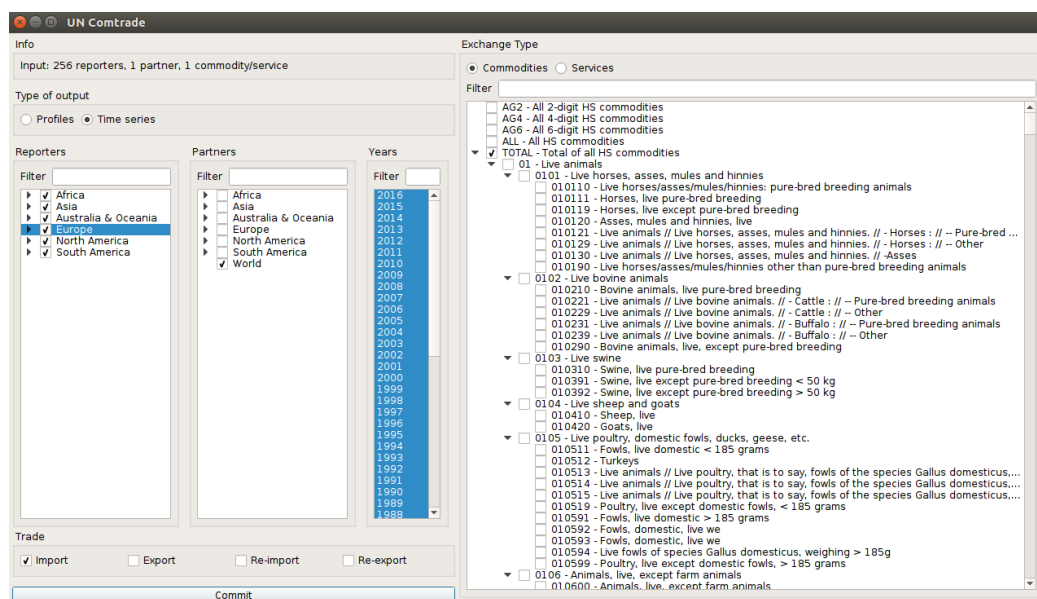 UN Comtrade
Info
Input: 256 reporters, 1 partner, 1 commodity/service
Type of output
Profiles Time series
Reporters
Filter
Africa
Asia
Australia & Oceania
Europe
North America
South America
Partners
Filter
Africa
Asia
Australia & Oceania
Europe
North America
South America
World
Years
Filter
2016
2015
2014
2013
2012
2011
2010
2009
2008
2007
2006
2005
2004
2003
2002
2001
2000
1999
1998
1997
1996
1995
1994
1993
1992
1991
1990
1989
1988
Trade
Import Export Re-import Re-export
Commit
Exchange Type
Commodities Services
Filter
AG2 - All 2-digit HS commodities
AG4 - All 4-digit HS commodities
AG6 - All 6-digit HS commodities
ALL - All HS commodities
TOTAL - Total of all HS commodities
01 - Live animals
0101 - Live horses, asses, mules and hinnies
010110 - Live horses/asses/mules/hinnies: pure-bred breeding animals
010111 - Horses, live pure-bred breeding
010119 - Horses, live except pure-bred breeding
010120 - Asses, mules and hinnies, live
010121 - Live animals // Live horses, asses, mules and hinnies. // - Horses : // -- Pure-bred ...
010129 - Live animals // Live horses, asses, mules and hinnies. // - Horses : // -- Other
010130 - Live animals // Live horses, asses, mules and hinnies. // -Asses
010190 - Live horses/asses/mules/hinnies other than pure-bred breeding animals
0102 - Live bovine animals
010210 - Bovine animals, live pure-bred breeding
010221 - Live animals // Live bovine animals. // - Cattle : // -- Pure-bred breeding animals
010229 - Live animals // Live bovine animals. // - Cattle : // -- Other
010231 - Live animals // Live bovine animals. // - Buffalo : // -- Pure-bred breeding animals
010239 - Live animals // Live bovine animals. // - Buffalo : // -- Other
010290 - Bovine animals, live, except pure-bred breeding
0103 - Live swine
010310 - Swine, live pure-bred breeding
010391 - Swine, live except pure-bred breeding < 50 kg
010392 - Swine, live except pure-bred breeding > 50 kg
0104 - Live sheep and goats
010410 - Sheep, live
010420 - Goats, live
0105 - Live poultry, domestic fowls, ducks, geese, etc.
010511 - Fowls, live domestic < 185 grams
010512 - Turkeys
010513 - Live animals // Live poultry, that is to say, fowls of the species Gallus domesticus,...
010514 - Live animals // Live poultry, that is to say, fowls of the species Gallus domesticus,...
010515 - Live animals // Live poultry, that is to say, fowls of the species Gallus domesticus,...
010519 - Poultry, live except domestic fowls, < 185 grams
010591 - Fowls, live domestic > 185 grams
010592 - Fowls, domestic, live we
010593 - Fowls, domestic, live we
010594 - Live fowls of species Gallus domesticus, weighing > 185g
010599 - Poultry, live except domestic fowls, > 185 grams
0106 - Animals, live, except farm animals
010600 - Animals, live, except farm animals